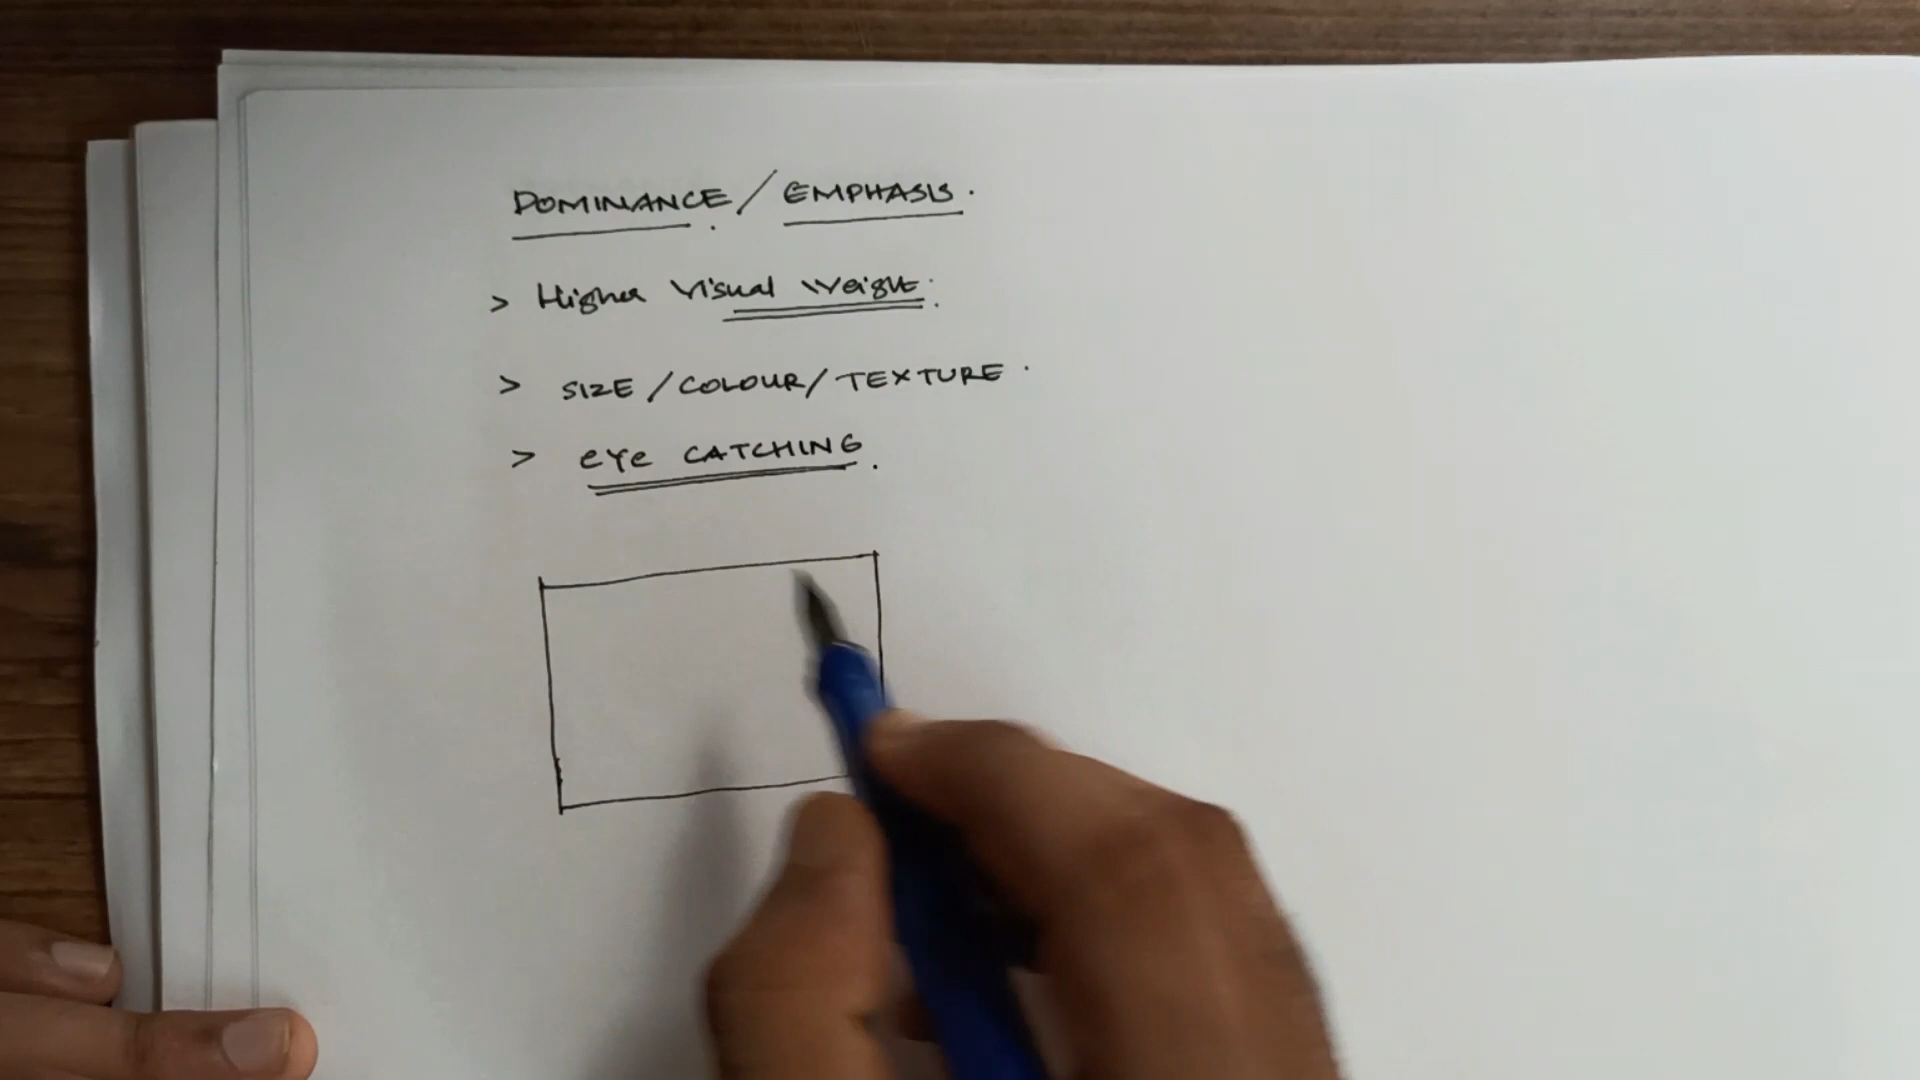 DOMINANCE / EMPHASIS.
> Higher Visual Weight.
> SIZE / COLOUR / TEXTURE.
> eye CATCHING.